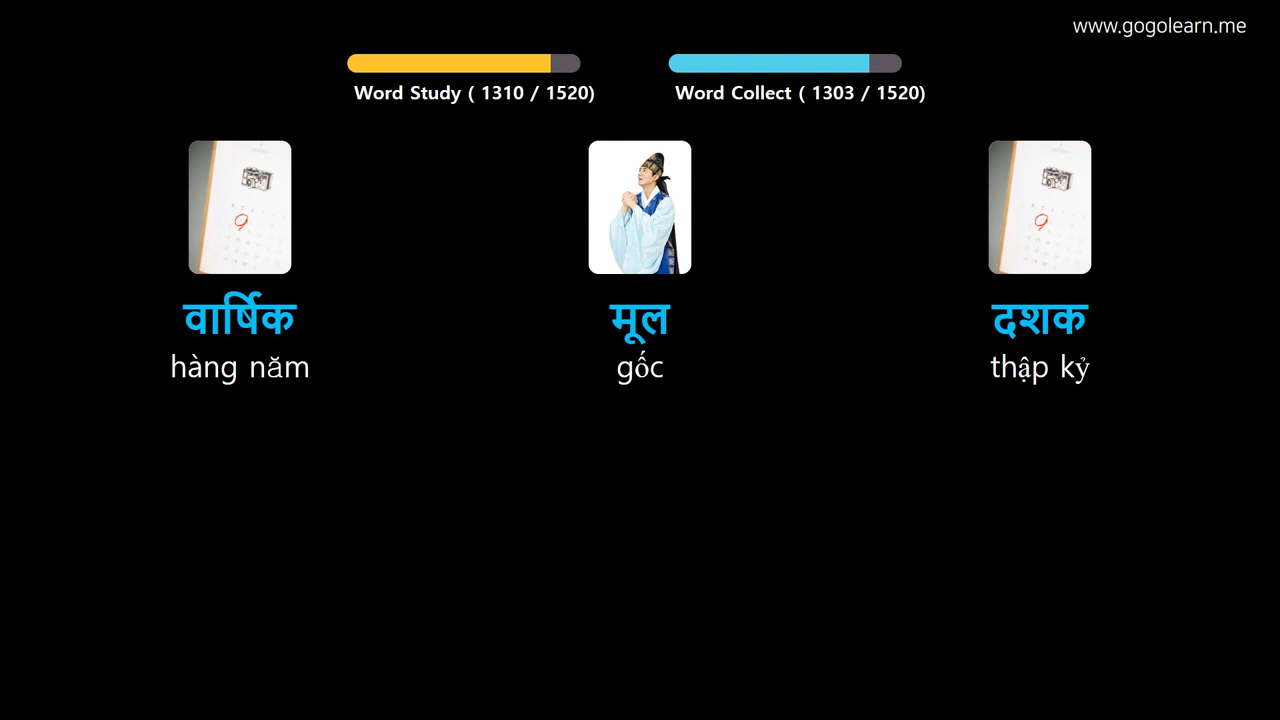 www.gogolearn.me
Word Study ( 1310 / 1520)
Word Collect ( 1303 / 1520)
वार्षिक
मूल
दशक
hàng năm
gốc
thập kỷ